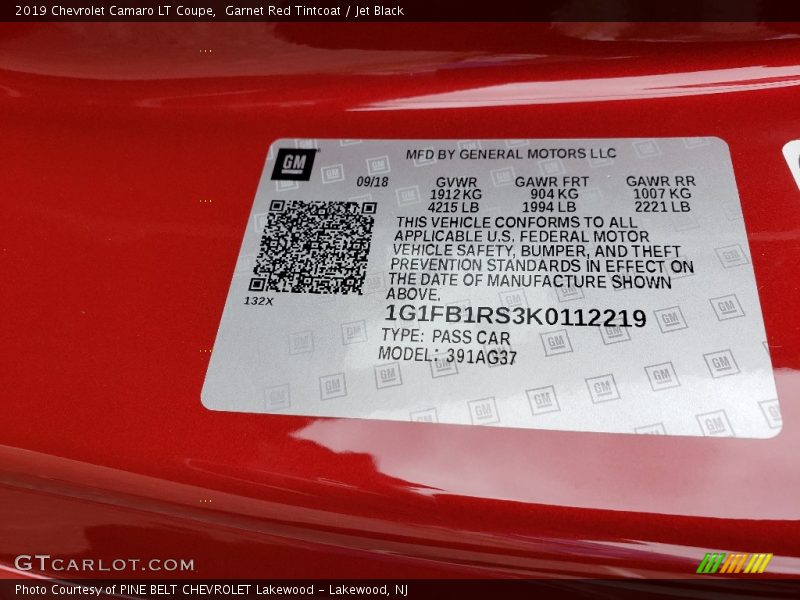 2019 Chevrolet Camaro LT Coupe,  Garnet Red Tintcoat / Jet Black
GM
MFD BY GENERAL MOTORS LLC
09/18 GVWR GAWR FRT GAWR RR
1912 KG 904 KG 1007 KG
4215 LB 1994 LB 2221 LB
THIS VEHICLE CONFORMS TO ALL
APPLICABLE U.S. FEDERAL MOTOR
VEHICLE SAFETY, BUMPER, AND THEFT
PREVENTION STANDARDS IN EFFECT ON
THE DATE OF MANUFACTURE SHOWN
ABOVE.
132X
1G1FB1RS3K0112219
TYPE: PASS CAR
MODEL: 391AG37
GTCARLOT.COM
Photo Courtesy of PINE BELT CHEVROLET Lakewood - Lakewood, NJ